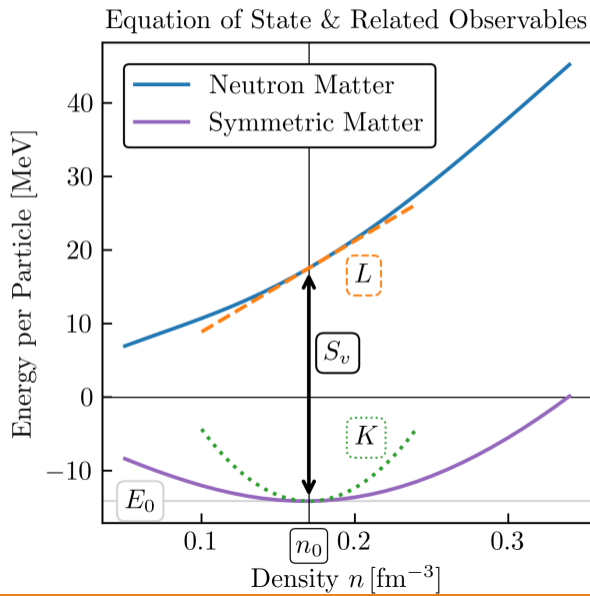 Equation of State & Related Observables
Neutron Matter
Symmetric Matter
Energy per Particle [MeV]
40
30
20
10
0
−10
L
S_v
K
E_0
0.1
n_0
0.2
0.3
Density n [fm⁻³]